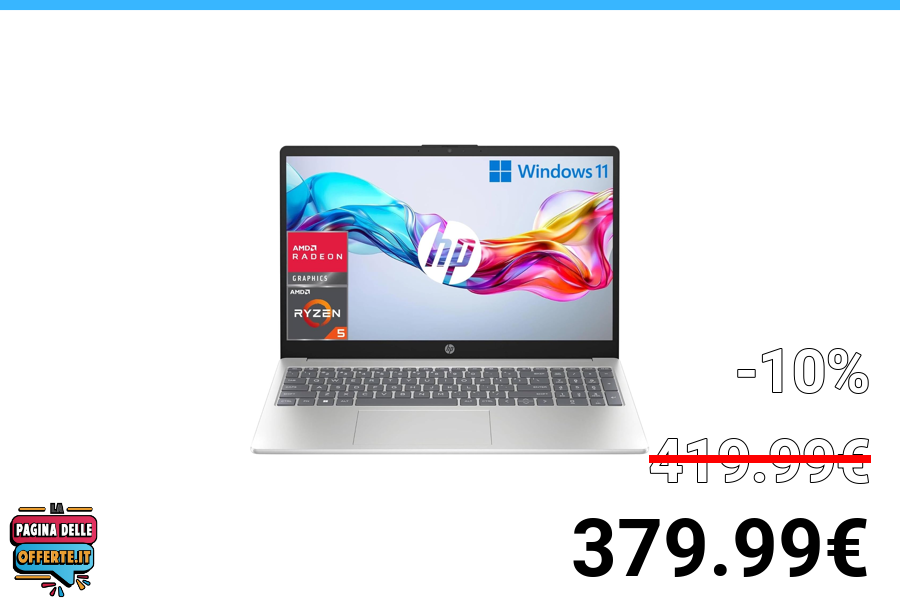 Windows 11
hp
AMD
RADEON
GRAPHICS
AMD
RYZEN
5
hp
-10%
419.99€
379.99€
LA
PAGINA DELLE
OFFERTE.IT